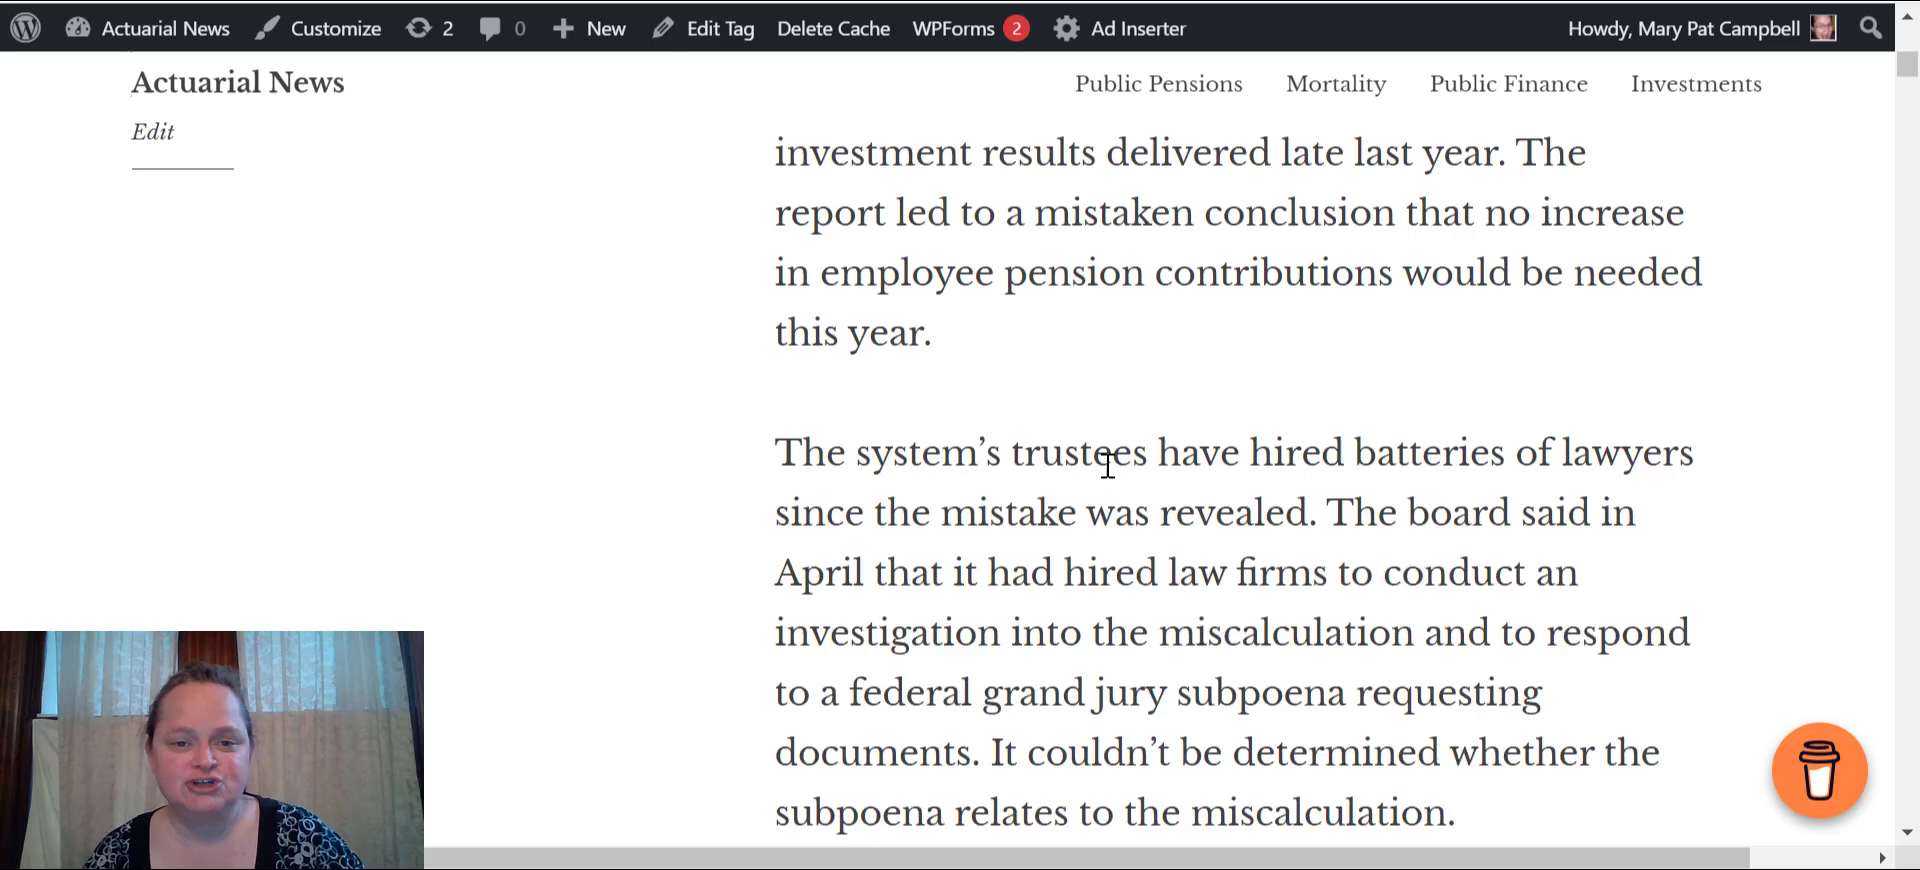 Actuarial News
Customize
2
0
New
Edit Tag
Delete Cache
WPForms
2
Ad Inserter
Howdy, Mary Pat Campbell
Actuarial News
Public Pensions
Mortality
Public Finance
Investments
Edit
investment results delivered late last year. The
report led to a mistaken conclusion that no increase
in employee pension contributions would be needed
this year.
The system’s trustees have hired batteries of lawyers
since the mistake was revealed. The board said in
April that it had hired law firms to conduct an
investigation into the miscalculation and to respond
to a federal grand jury subpoena requesting
documents. It couldn’t be determined whether the
subpoena relates to the miscalculation.